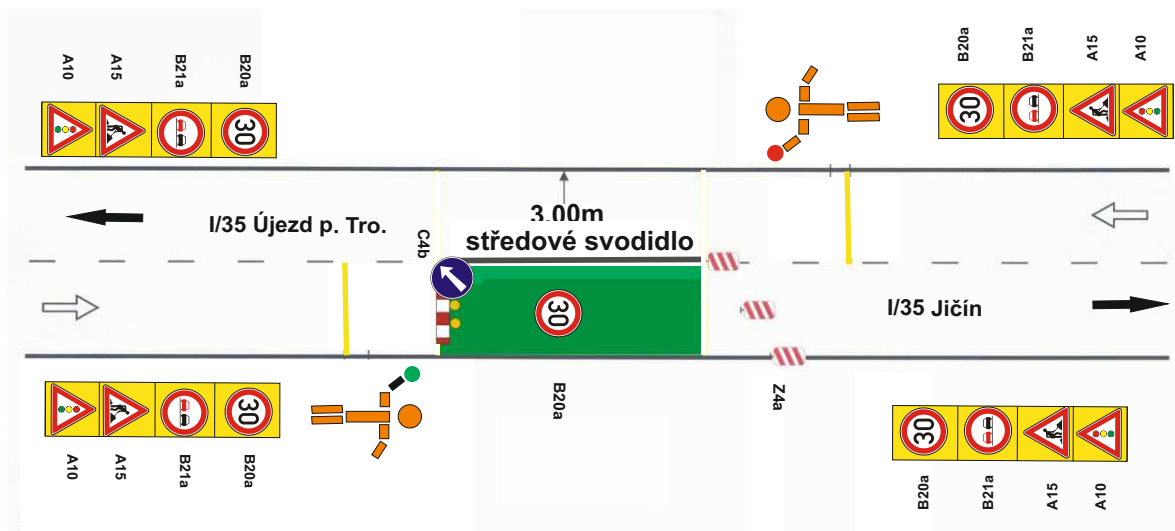 A10
A15
B21a
B20a
B20a
B21a
A15
A10
30
30
I/35 Újezd p. Tro.
C4b
3.00m
středové svodidlo
30
I/35 Jičín
30
B20a
Z4a
30
A10
A15
B21a
B20a
B20a
B21a
A15
A10